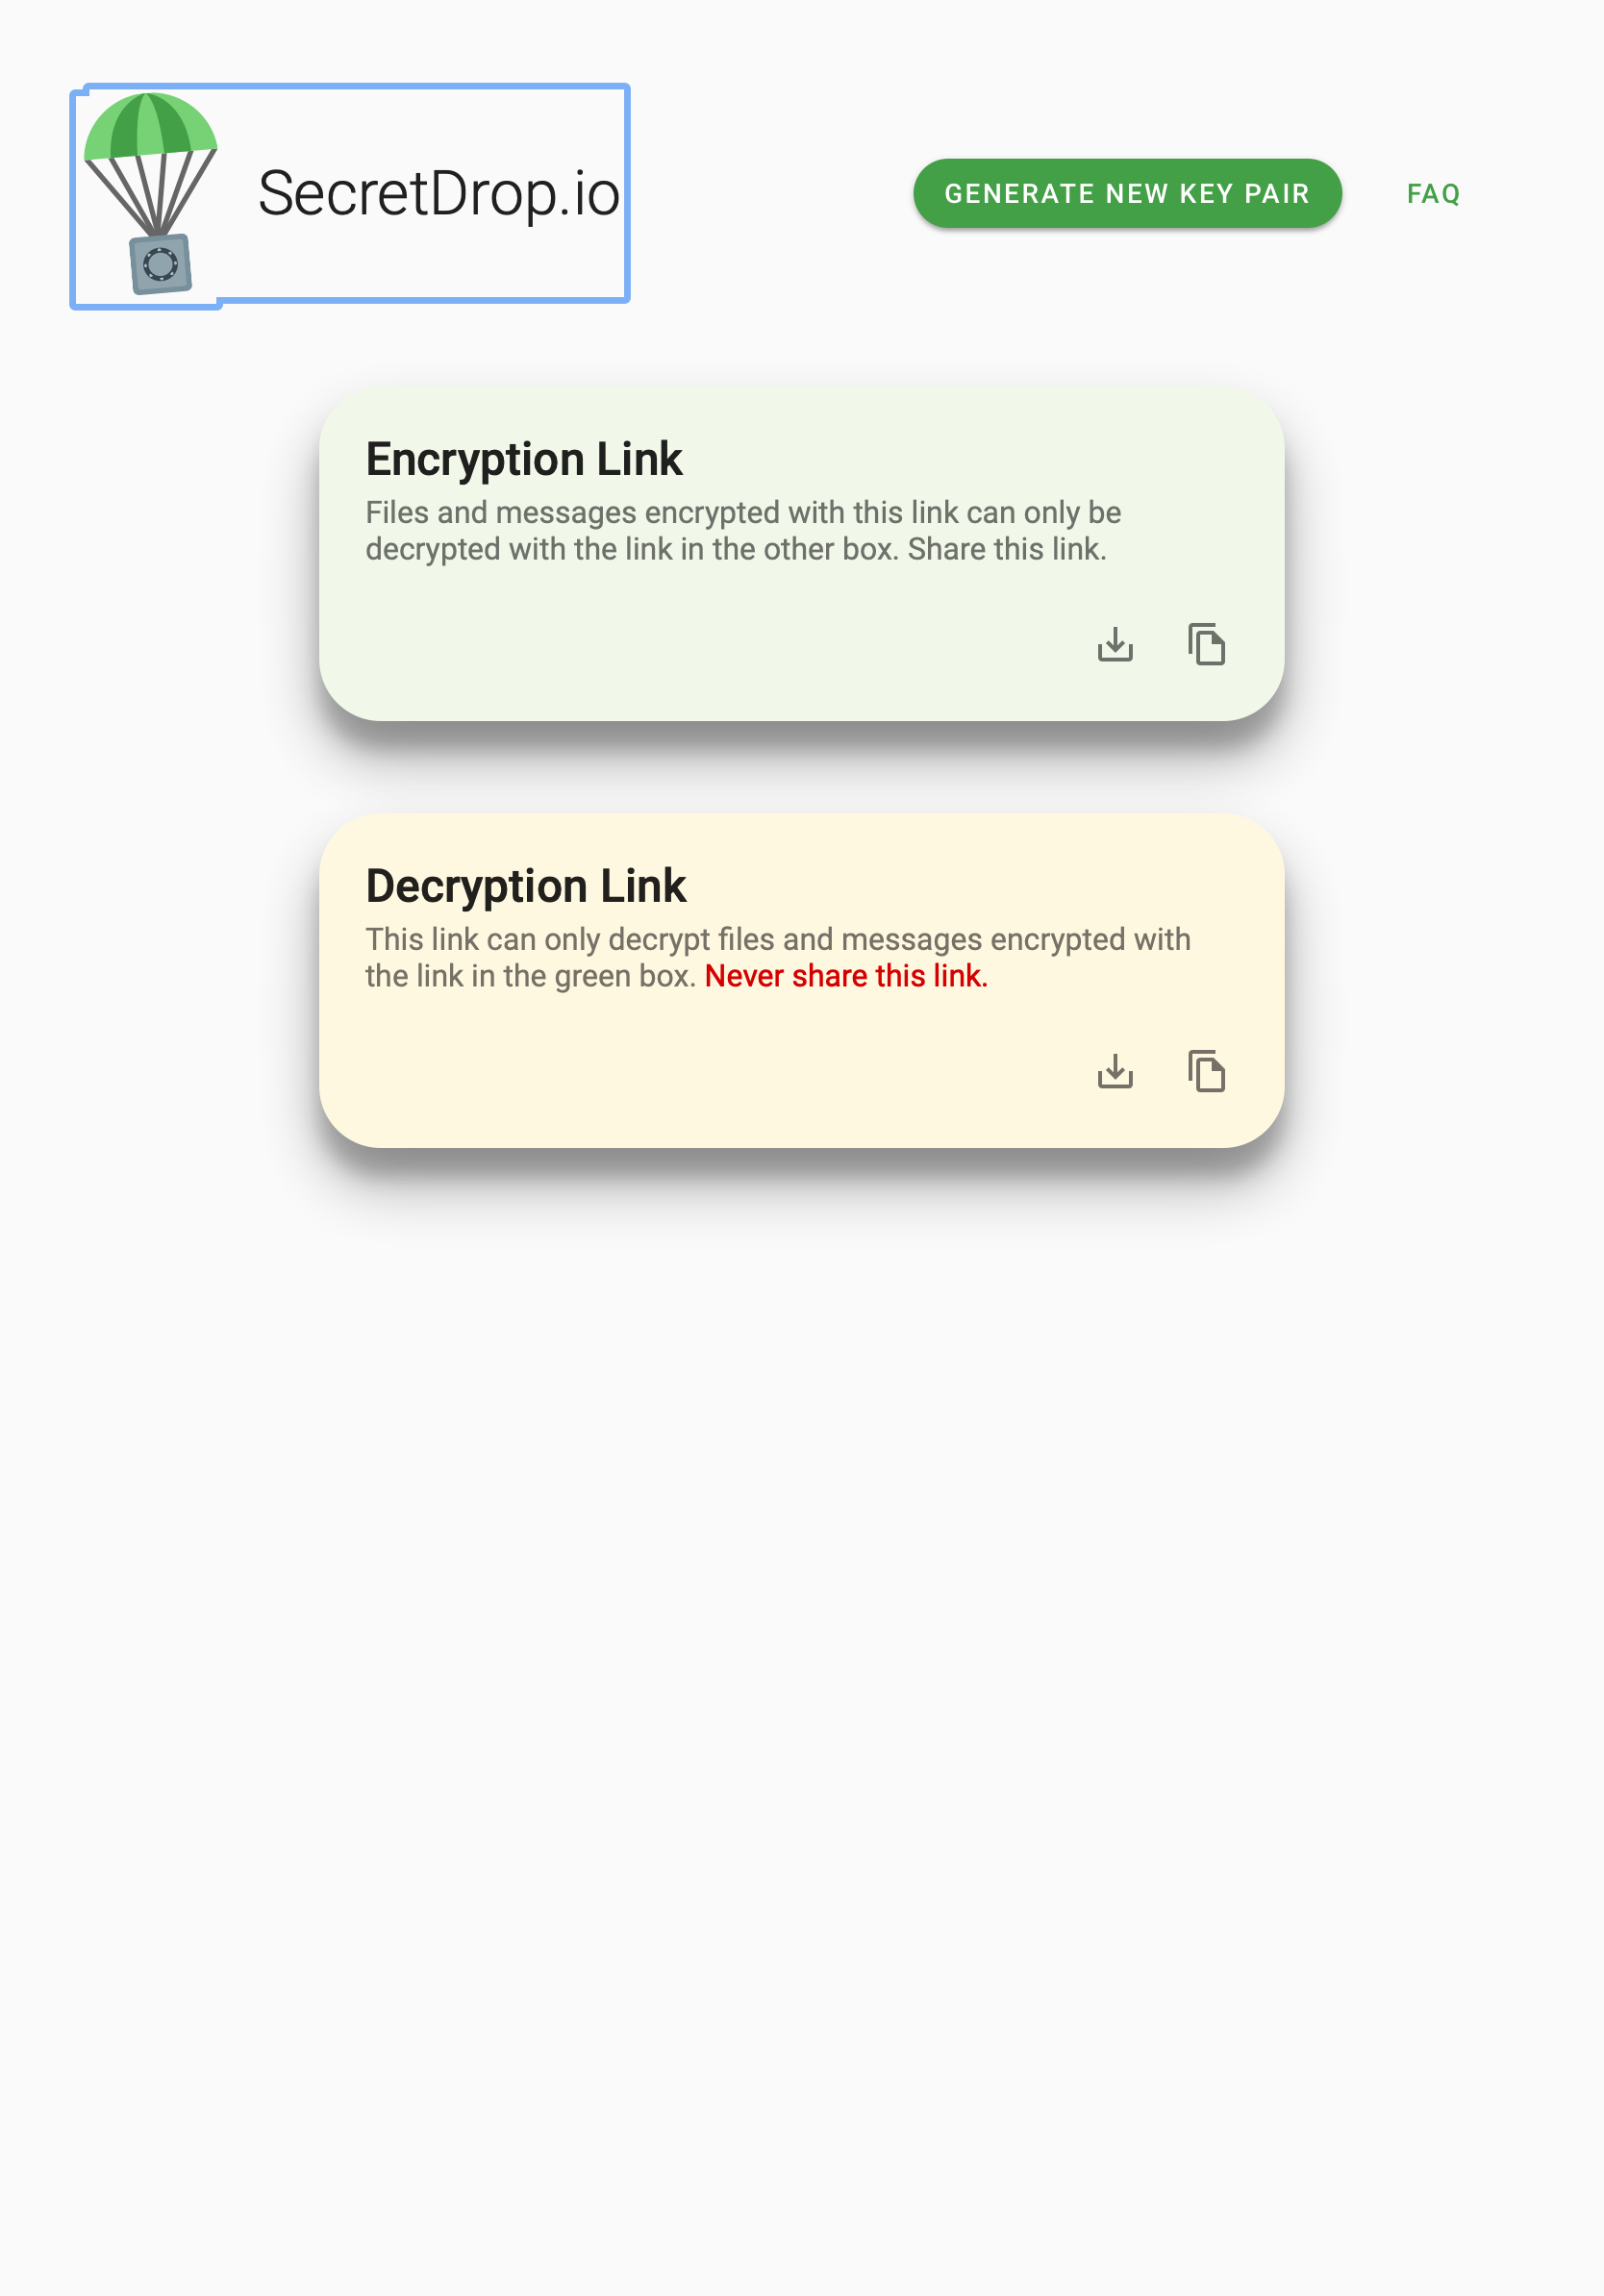 SecretDrop.io
GENERATE NEW KEY PAIR
FAQ
Encryption Link
Files and messages encrypted with this link can only be
decrypted with the link in the other box. Share this link.
Decryption Link
This link can only decrypt files and messages encrypted with
the link in the green box. Never share this link.